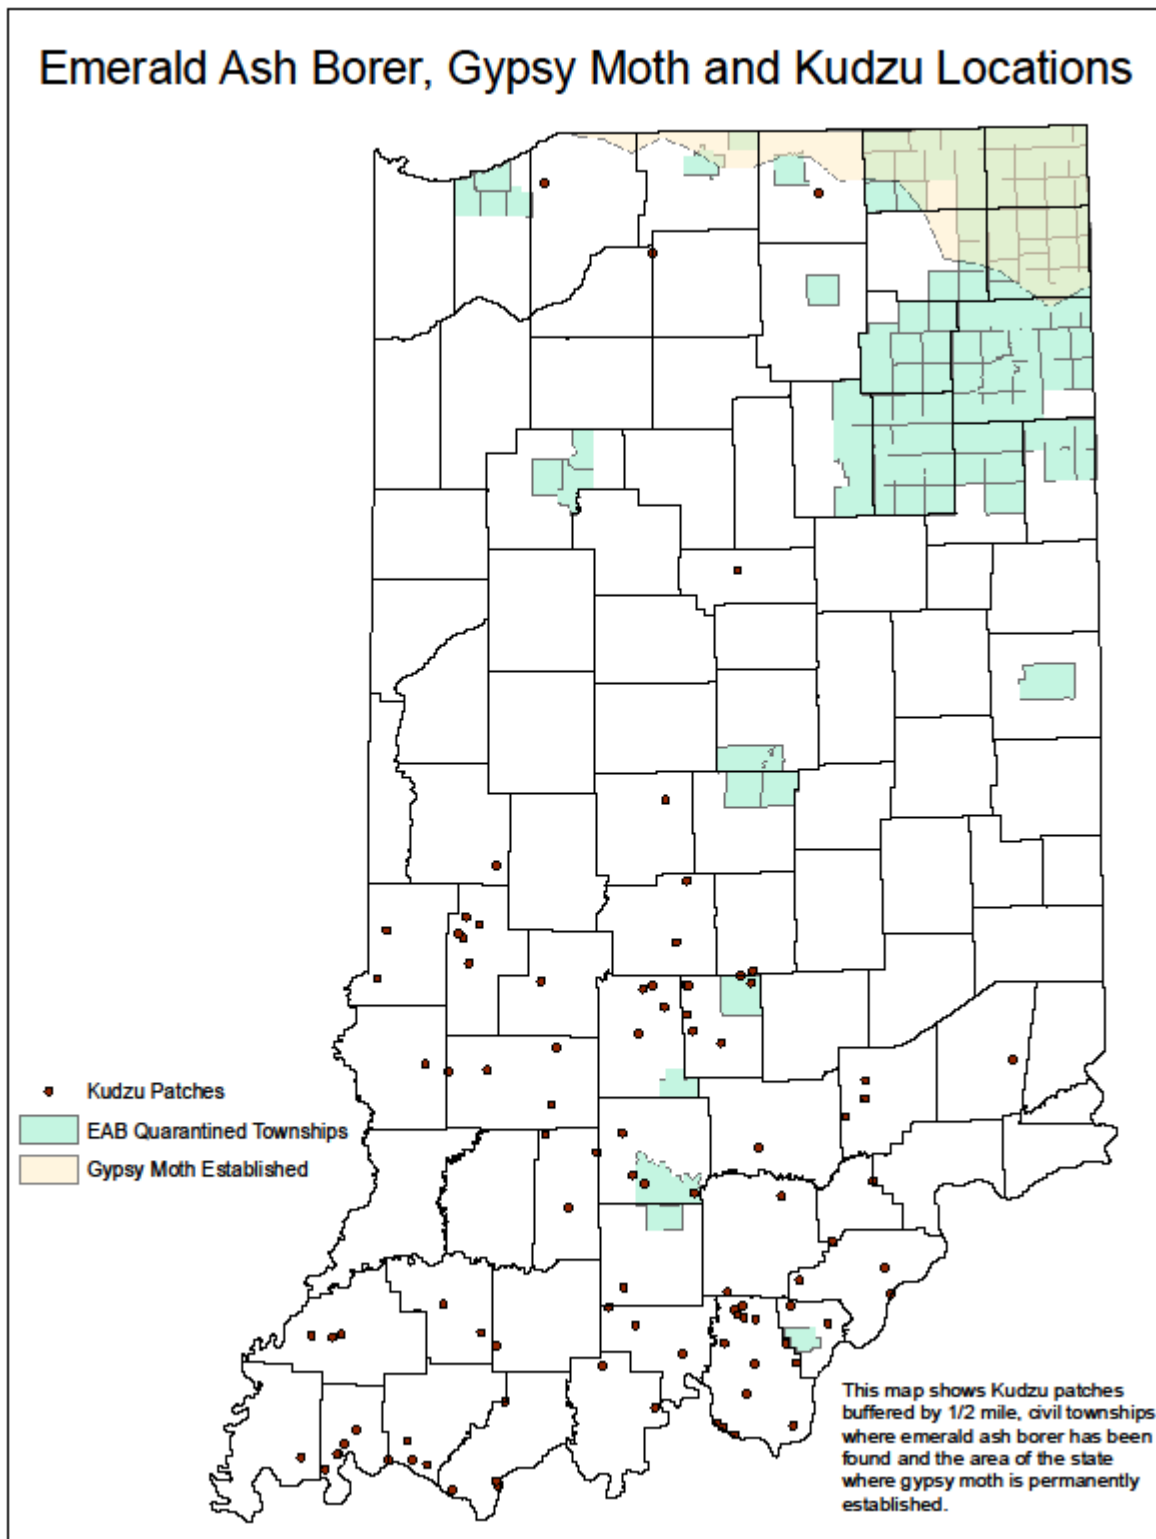 Emerald Ash Borer, Gypsy Moth and Kudzu Locations
Kudzu Patches
EAB Quarantined Townships
Gypsy Moth Established
This map shows Kudzu patches
buffered by 1/2 mile, civil townships
where emerald ash borer has been
found and the area of the state
where gypsy moth is permanently
established.